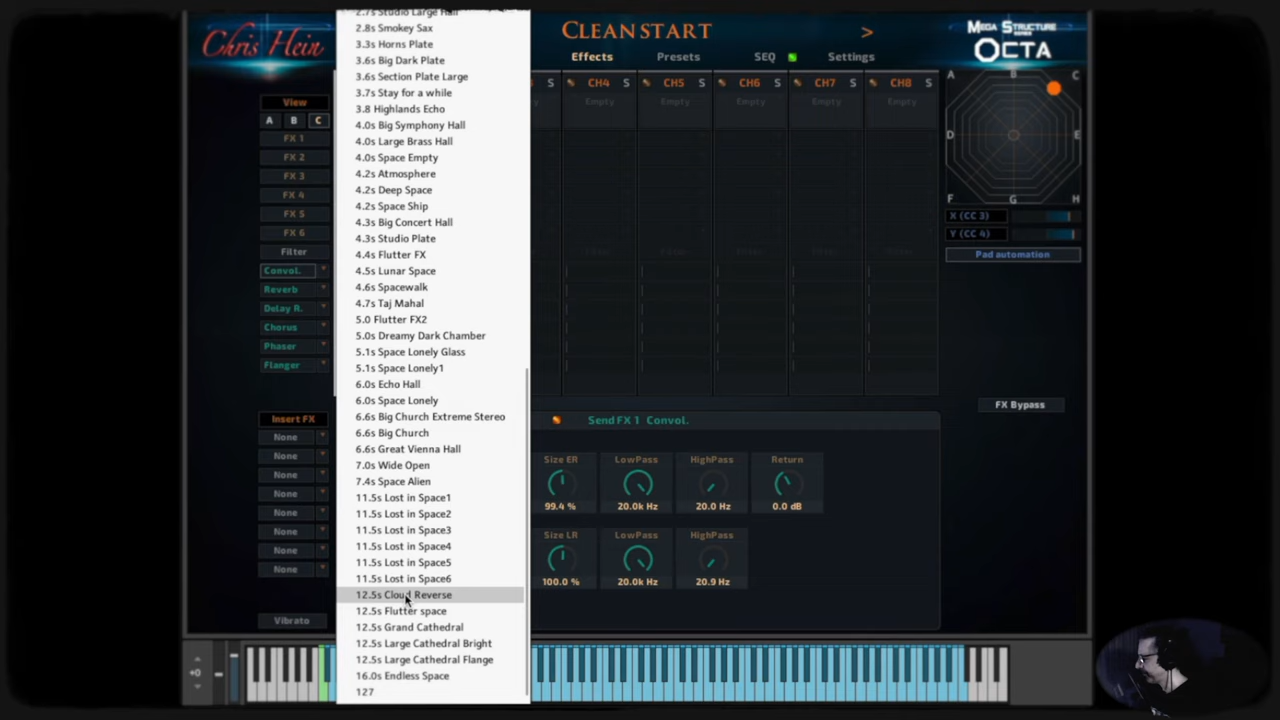 Chris Hein
CLEAN START
>
MEGA STRUCTURE
SERIES
OCTA
Effects
Presets
SEQ
Settings
2.7s Studio Large Hall
2.8s Smokey Sax
3.3s Horns Plate
3.6s Big Dark Plate
3.6s Section Plate Large
3.7s Stay for a while
3.8 Highlands Echo
4.0s Big Symphony Hall
4.0s Large Brass Hall
4.0s Space Empty
4.2s Atmosphere
4.2s Deep Space
4.2s Space Ship
4.3s Big Concert Hall
4.3s Studio Plate
4.4s Flutter FX
4.5s Lunar Space
4.6s Spacewalk
4.7s Taj Mahal
5.0 Flutter FX2
5.0s Dreamy Dark Chamber
5.1s Space Lonely Glass
5.1s Space Lonely1
6.0s Echo Hall
6.0s Space Lonely
6.6s Big Church Extreme Stereo
6.6s Big Church
6.6s Great Vienna Hall
7.0s Wide Open
7.4s Space Alien
11.5s Lost in Space1
11.5s Lost in Space2
11.5s Lost in Space3
11.5s Lost in Space4
11.5s Lost in Space5
11.5s Lost in Space6
12.5s Cloud Reverse
12.5s Flutter space
12.5s Grand Cathedral
12.5s Large Cathedral Bright
12.5s Large Cathedral Flange
16.0s Endless Space
127
View
A B C
FX 1
FX 2
FX 3
FX 4
FX 5
FX 6
Filter
Convol.
Reverb
Delay R.
Chorus
Phaser
Flanger
Insert FX
None
None
None
None
None
None
None
None
Vibrato
S CH4 S CH5 S CH6 S CH7 S CH8 S
Empty Empty Empty Empty Empty
A B C
D E
F G H
X (CC 3)
Y (CC 4)
Pad automation
FX Bypass
Send FX 1 Convol.
Size ER LowPass HighPass Return
99.4 % 20.0k Hz 20.0 Hz 0.0 dB
Size LR LowPass HighPass
100.0 % 20.0k Hz 20.9 Hz
+0